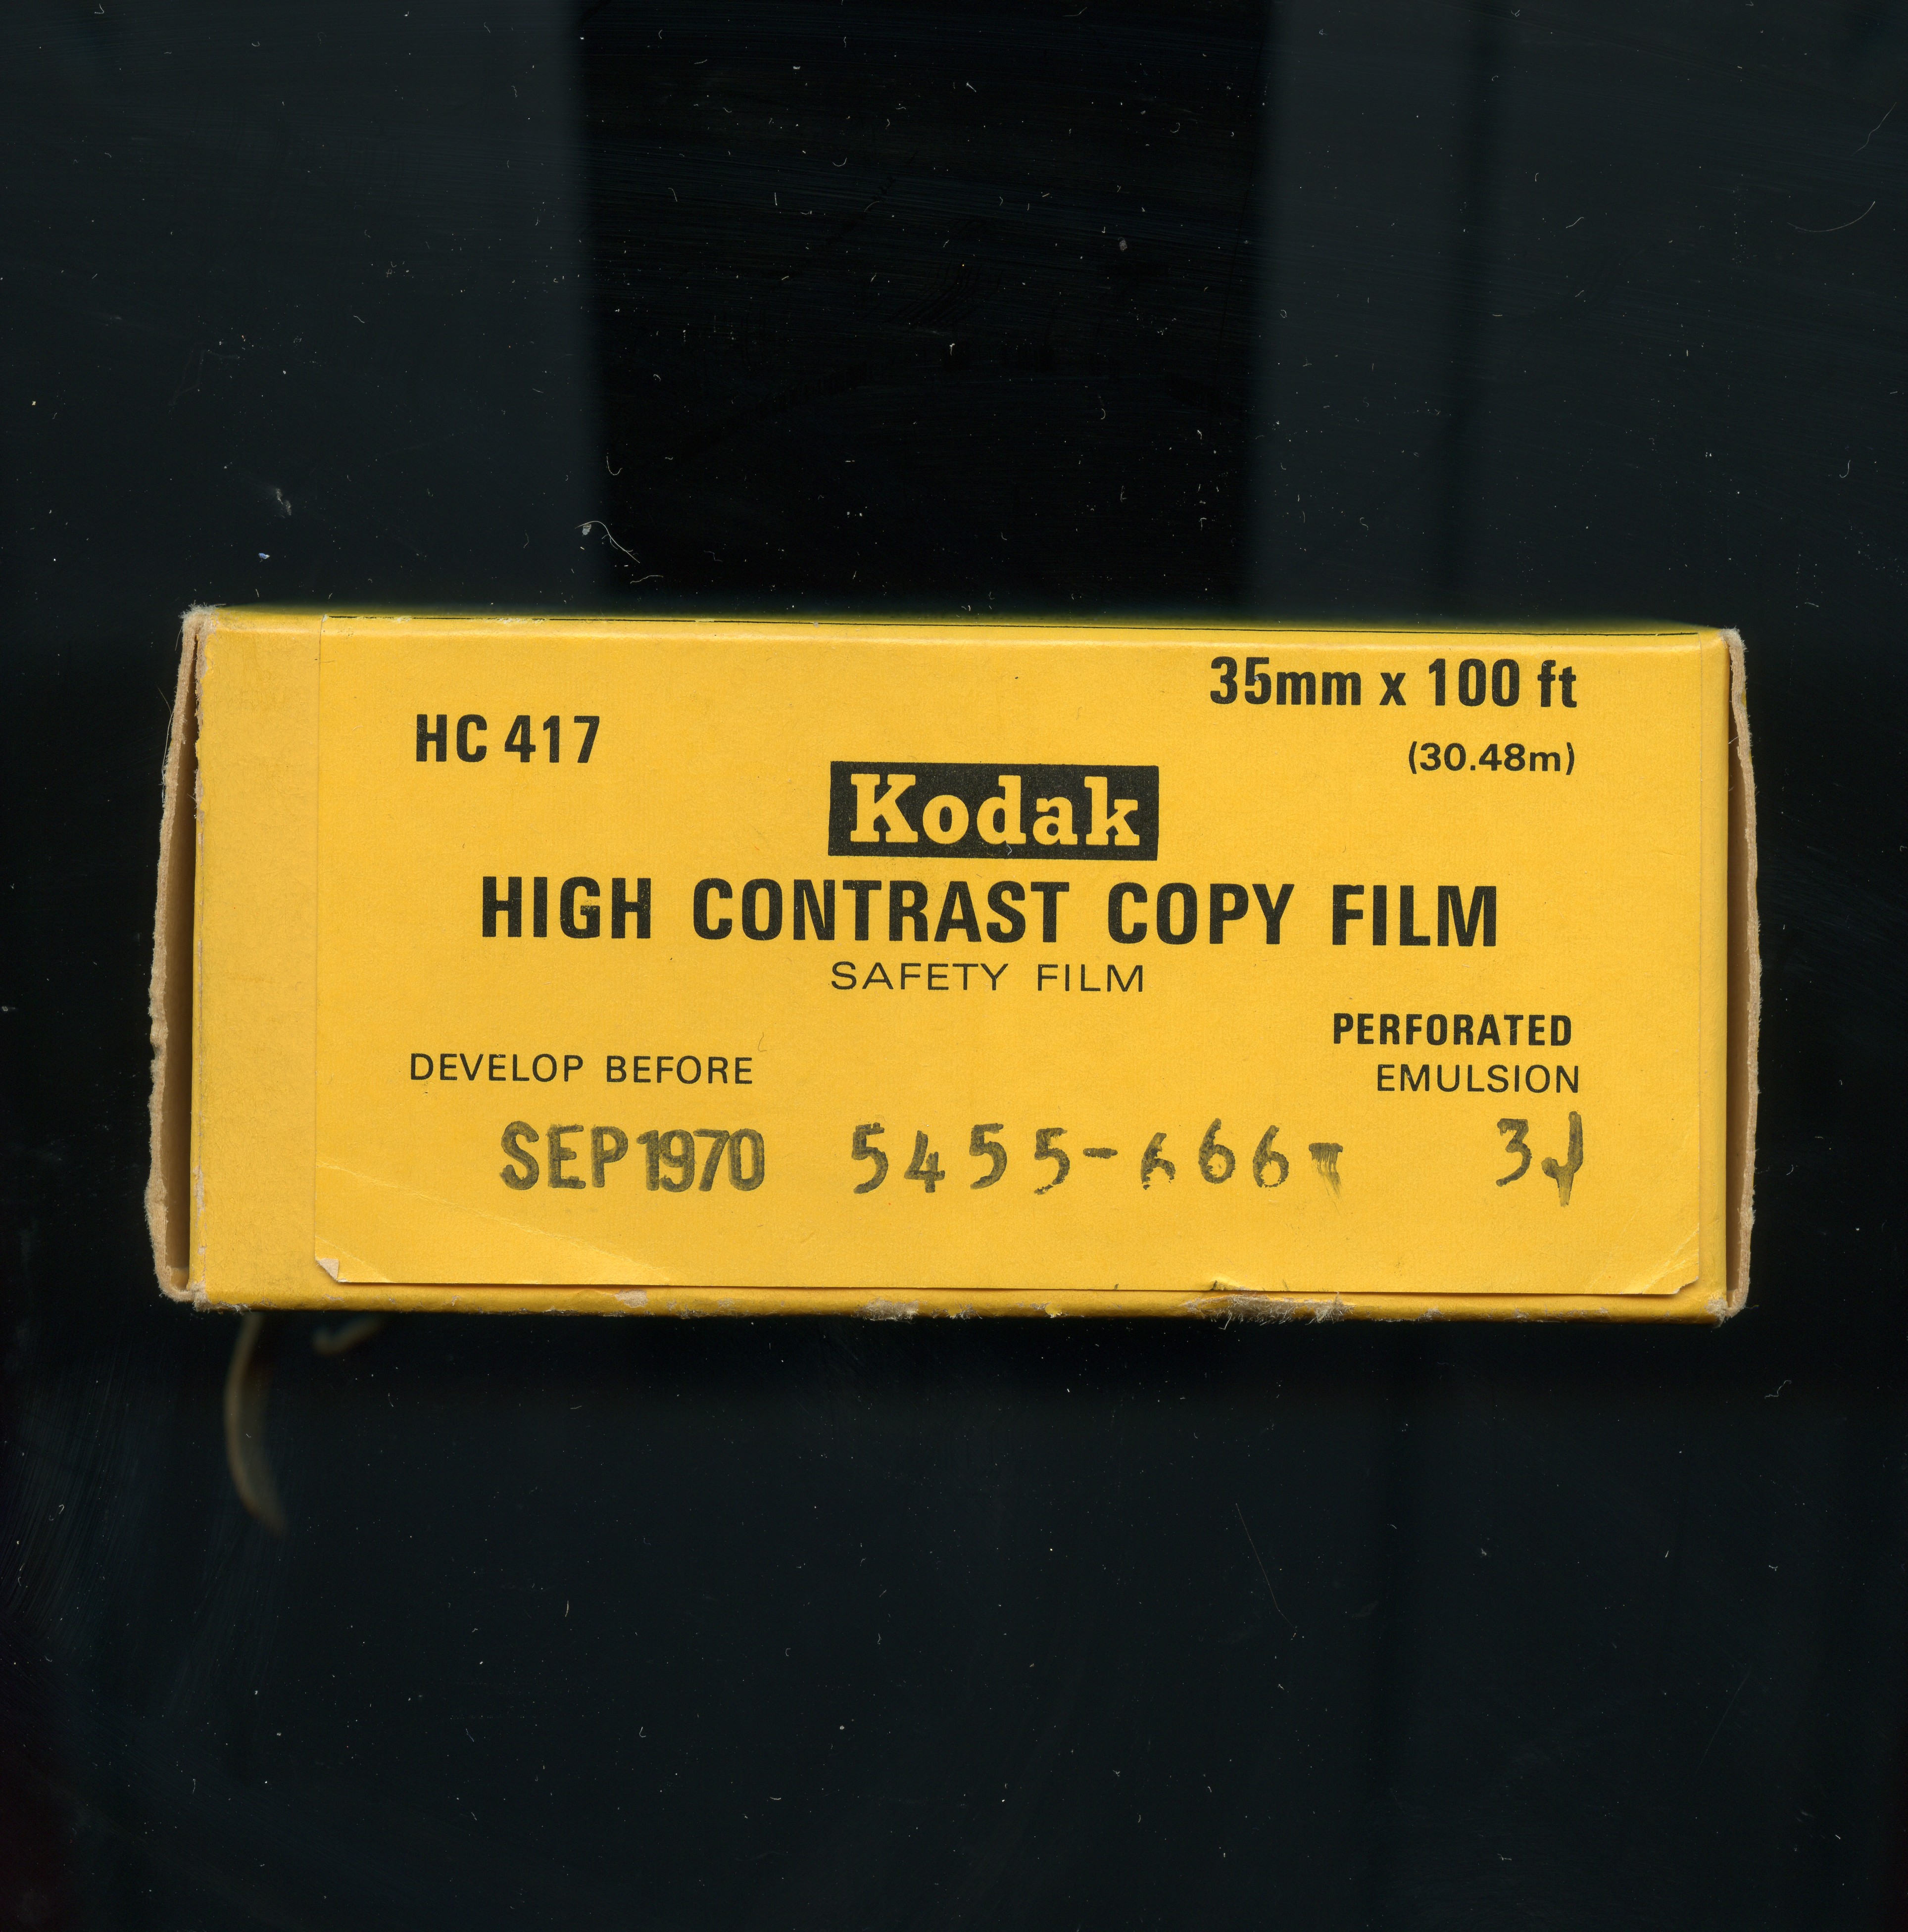 35mm x 100 ft
HC 417
(30.48m)
Kodak
HIGH CONTRAST COPY FILM
SAFETY FILM
PERFORATED
DEVELOP BEFORE EMULSION
SEP 1970 5455-666-